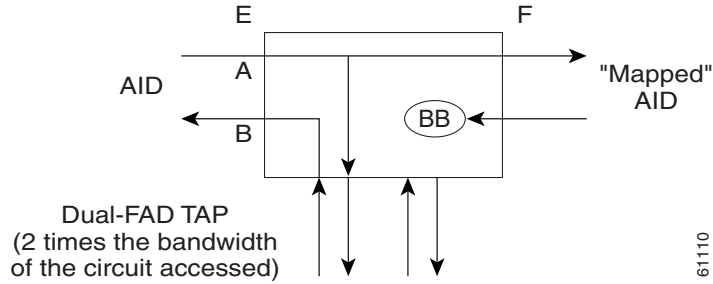 E
F
A
AID
"Mapped"
AID
BB
B
Dual-FAD TAP
(2 times the bandwidth
of the circuit accessed)
61110